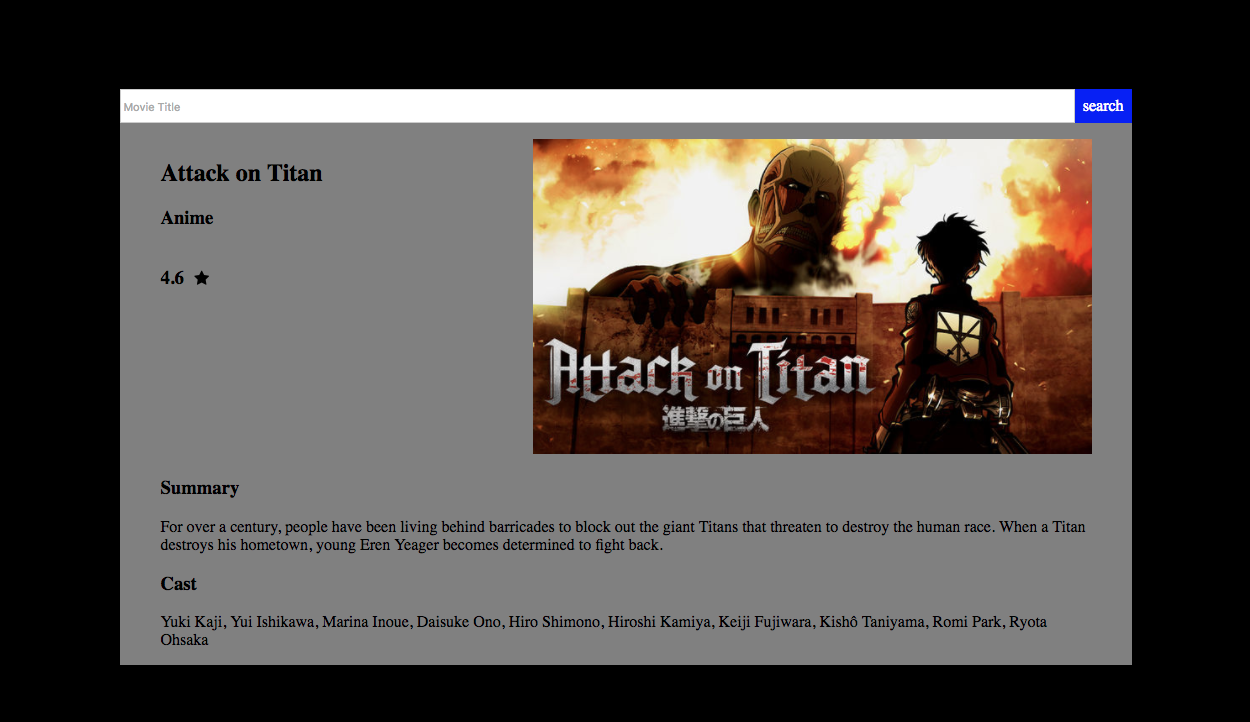 Movie Title
search
Attack on Titan
Anime
4.6
Attack on Titan
進撃の巨人
Summary
For over a century, people have been living behind barricades to block out the giant Titans that threaten to destroy the human race. When a Titan
destroys his hometown, young Eren Yeager becomes determined to fight back.
Cast
Yuki Kaji, Yui Ishikawa, Marina Inoue, Daisuke Ono, Hiro Shimono, Hiroshi Kamiya, Keiji Fujiwara, Kishô Taniyama, Romi Park, Ryota
Ohsaka